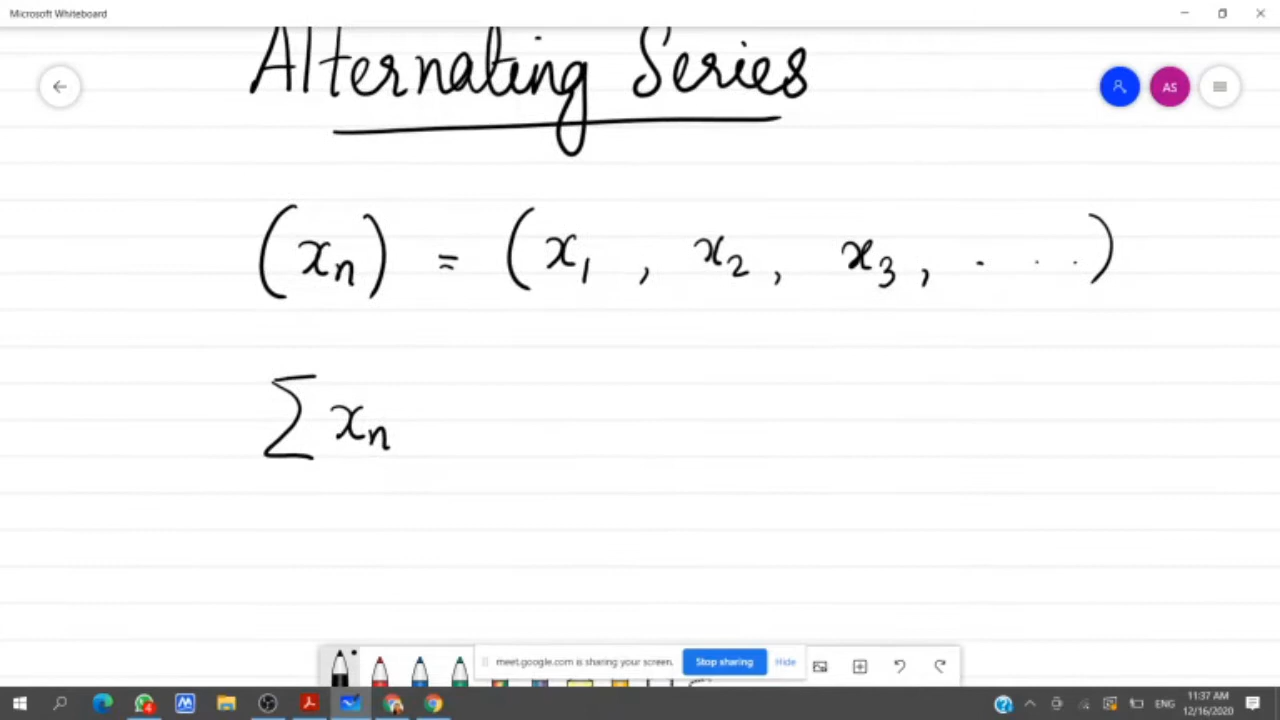 Microsoft Whiteboard
Alternating Series
AS
(xₙ) = (x₁ , x₂ , x₃ , . . . )
∑ xₙ
meet.google.com is sharing your screen. Stop sharing Hide
4
ENG
11:37 AM
12/16/2020